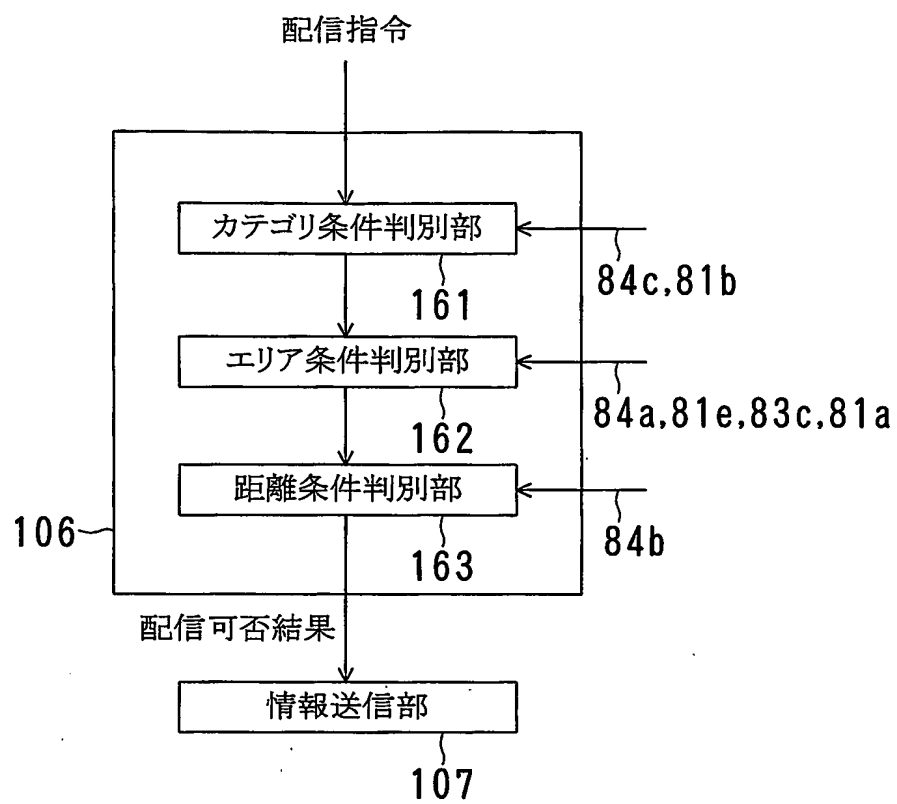 配信指令
カテゴリ条件判別部
84c,81b
161
エリア条件判別部
84a,81e,83c,81a
162
距離条件判別部
106
84b
163
配信可否結果
情報送信部
107